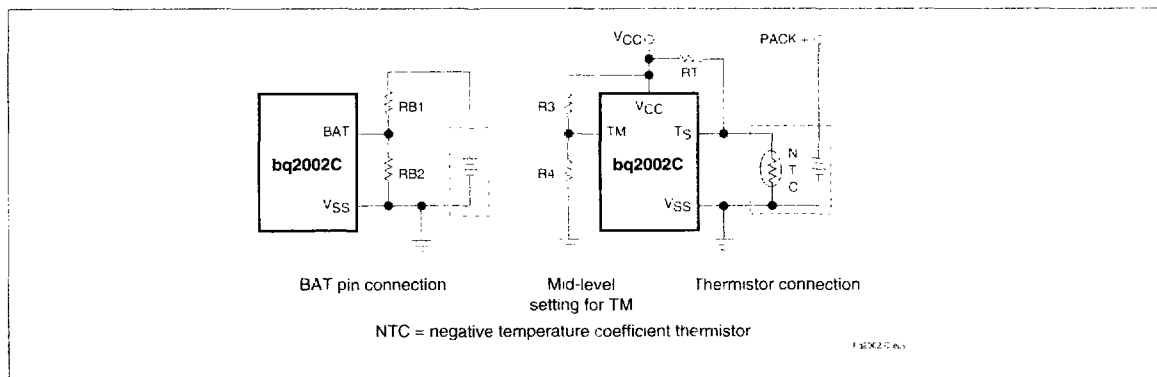 RB1
BAT
bq2002C
RB2
VSS
BAT pin connection
VCC
PACK +
RT
R3
VCC
TM
TS
bq2002C
R4
N
T
C
VSS
Mid-level
setting for TM
Thermistor connection
NTC = negative temperature coefficient thermistor